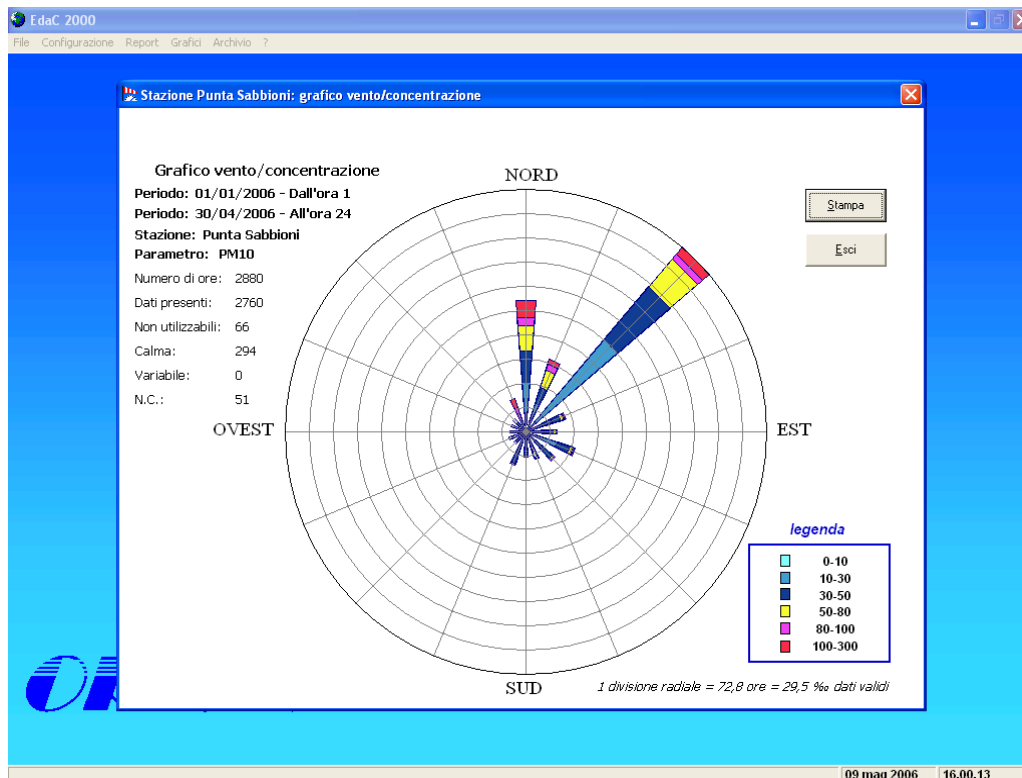 EdaC 2000
File Configurazione Report Grafici Archivio ?
Stazione Punta Sabbioni: grafico vento/concentrazione
Grafico vento/concentrazione
Periodo: 01/01/2006 - Dall'ora 1
Periodo: 30/04/2006 - All'ora 24
Stazione: Punta Sabbioni
Parametro: PM10
Numero di ore: 2880
Dati presenti: 2760
Non utilizzabili: 66
Calma: 294
Variabile: 0
N.C.: 51
NORD
OVEST
EST
SUD
Stampa
Esci
legenda
0-10
10-30
30-50
50-80
80-100
100-300
1 divisione radiale = 72,8 ore = 29,5 ‰ dati validi
09 mag 2006 16.00.13